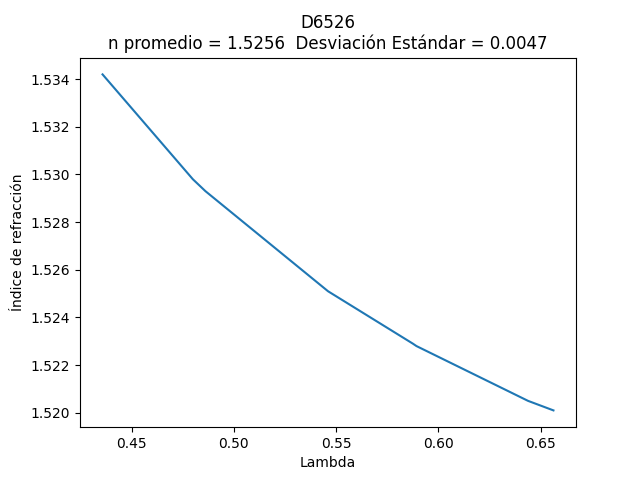 D6526
n promedio = 1.5256  Desviación Estándar = 0.0047
1.534
1.532
1.530
1.528
1.526
1.524
1.522
1.520
Índice de refracción
0.45 0.50 0.55 0.60 0.65
Lambda